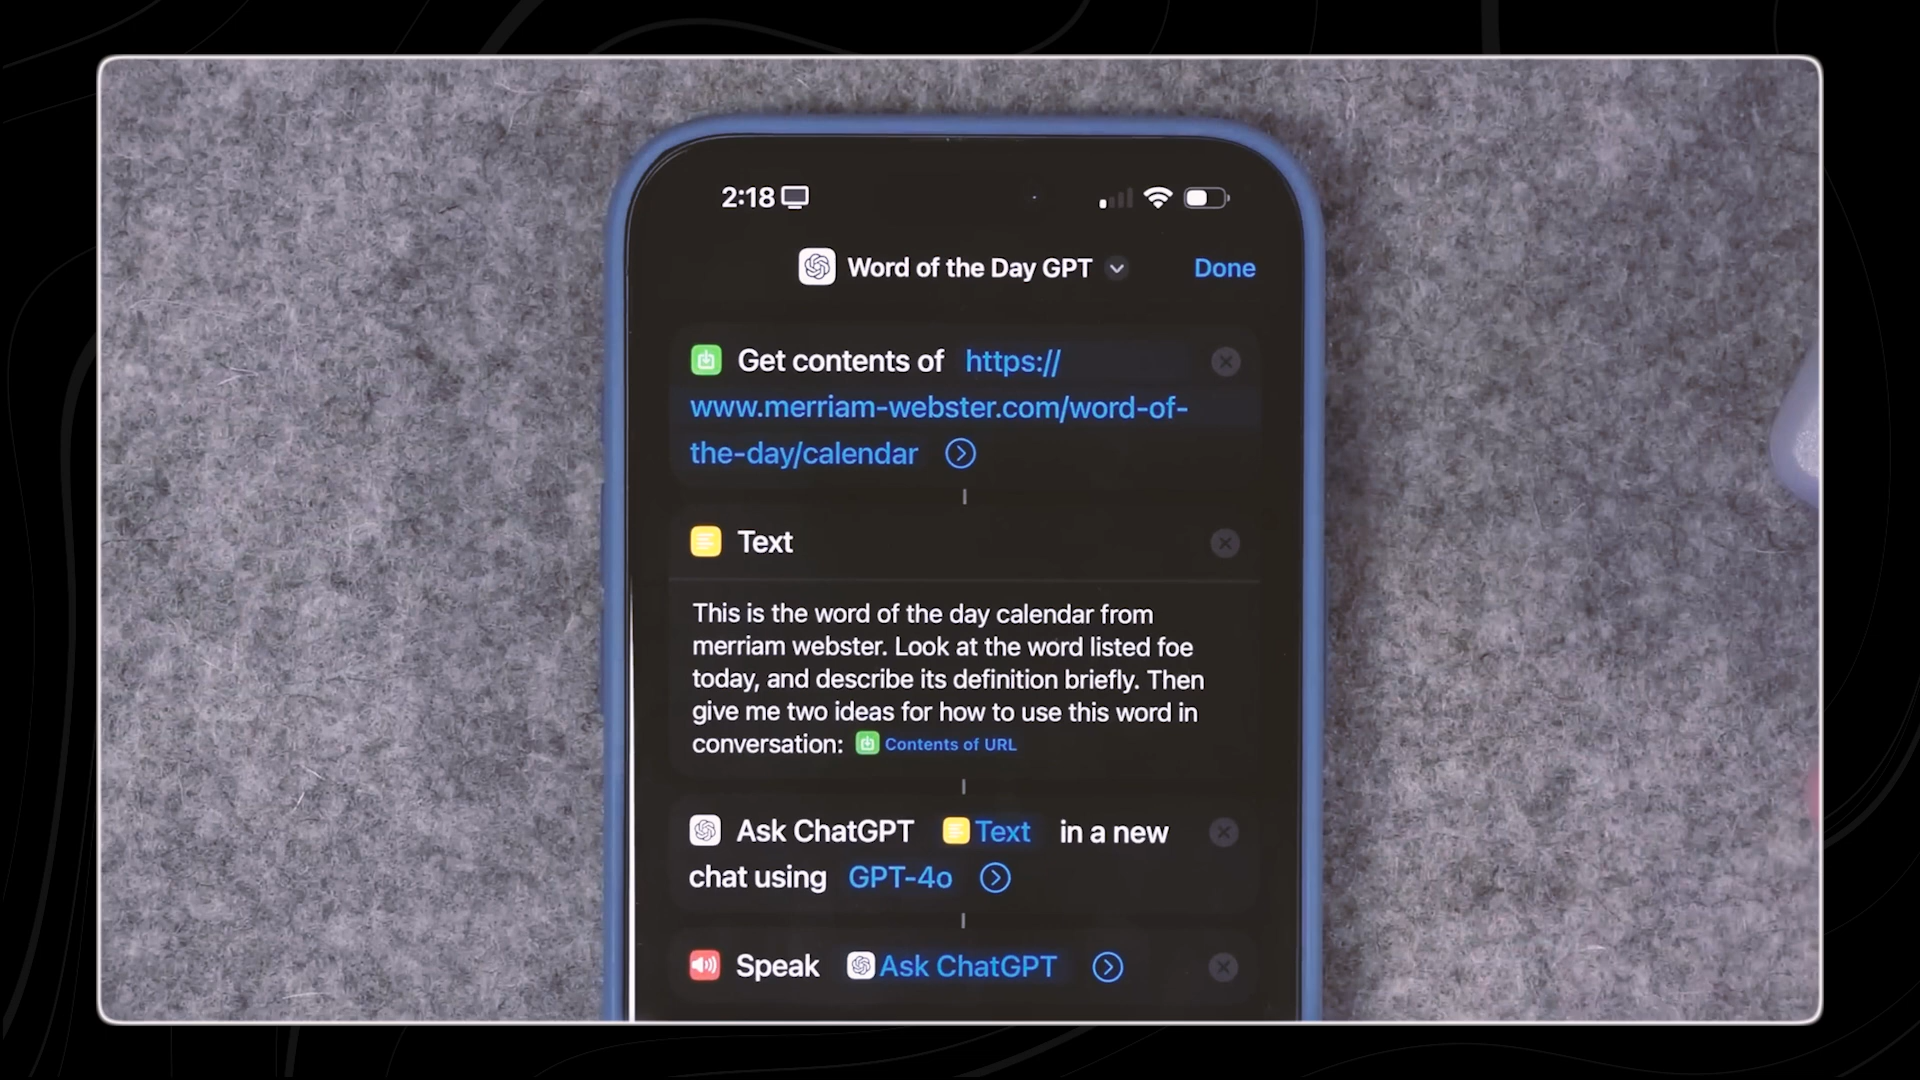 2:18
Word of the Day GPT
Done
Get contents of https://
www.merriam-webster.com/word-of-
the-day/calendar
Text
This is the word of the day calendar from
merriam webster. Look at the word listed foe
today, and describe its definition briefly. Then
give me two ideas for how to use this word in
conversation: Contents of URL
Ask ChatGPT Text in a new
chat using GPT-4o
Speak Ask ChatGPT